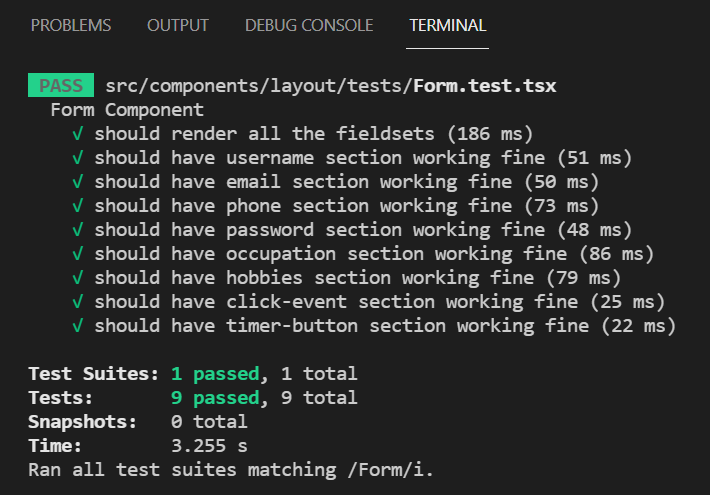 PROBLEMS OUTPUT DEBUG CONSOLE TERMINAL
PASS src/components/layout/tests/Form.test.tsx
Form Component
√ should render all the fieldsets (186 ms)
√ should have username section working fine (51 ms)
√ should have email section working fine (50 ms)
√ should have phone section working fine (73 ms)
√ should have password section working fine (48 ms)
√ should have occupation section working fine (86 ms)
√ should have hobbies section working fine (79 ms)
√ should have click-event section working fine (25 ms)
√ should have timer-button section working fine (22 ms)
Test Suites: 1 passed, 1 total
Tests: 9 passed, 9 total
Snapshots: 0 total
Time: 3.255 s
Ran all test suites matching /Form/i.